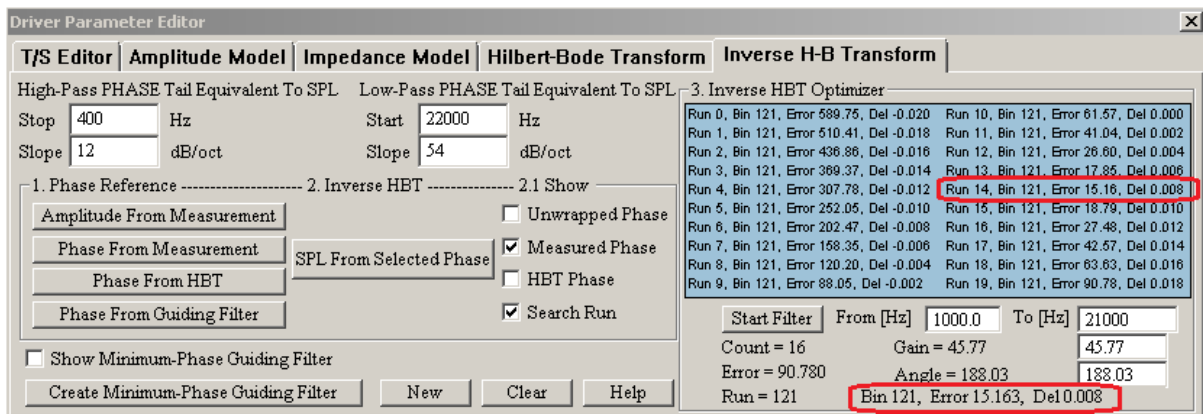 Driver Parameter Editor
T/S Editor
Amplitude Model
Impedance Model
Hilbert-Bode Transform
Inverse H-B Transform
High-Pass PHASE Tail Equivalent To SPL
Stop 400 Hz
Slope 12 dB/oct
Low-Pass PHASE Tail Equivalent To SPL
Start 22000 Hz
Slope 54 dB/oct
1. Phase Reference ------------------- 2. Inverse HBT -------------- 2.1 Show
Amplitude From Measurement
Phase From Measurement
Phase From HBT
Phase From Guiding Filter
SPL From Selected Phase
Unwrapped Phase
Measured Phase
HBT Phase
Search Run
Show Minimum-Phase Guiding Filter
Create Minimum-Phase Guiding Filter
New
Clear
Help
3. Inverse HBT Optimizer
Run 0, Bin 121, Error 589.75, Del -0.020
Run 1, Bin 121, Error 510.41, Del -0.018
Run 2, Bin 121, Error 436.86, Del -0.016
Run 3, Bin 121, Error 369.37, Del -0.014
Run 4, Bin 121, Error 307.78, Del -0.012
Run 5, Bin 121, Error 252.05, Del -0.010
Run 6, Bin 121, Error 202.47, Del -0.008
Run 7, Bin 121, Error 158.35, Del -0.006
Run 8, Bin 121, Error 120.20, Del -0.004
Run 9, Bin 121, Error 88.05, Del -0.002
Run 10, Bin 121, Error 61.57, Del 0.000
Run 11, Bin 121, Error 41.04, Del 0.002
Run 12, Bin 121, Error 26.60, Del 0.004
Run 13, Bin 121, Error 17.85, Del 0.006
Run 14, Bin 121, Error 15.16, Del 0.008
Run 15, Bin 121, Error 18.79, Del 0.010
Run 16, Bin 121, Error 27.48, Del 0.012
Run 17, Bin 121, Error 42.57, Del 0.014
Run 18, Bin 121, Error 63.63, Del 0.016
Run 19, Bin 121, Error 90.78, Del 0.018
Start Filter From [Hz] 1000.0 To [Hz] 21000
Count = 16 Gain = 45.77 45.77
Error = 90.780 Angle = 188.03 188.03
Run = 121 Bin 121, Error 15.163, Del 0.008